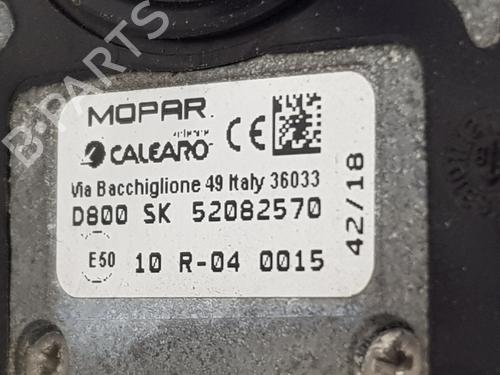 MOPAR
CALEARO
CE
Via Bacchiglione 49 Italy 36033
D800 SK 52082570
42/18
E50
10 R-04 0015
B-PARTS